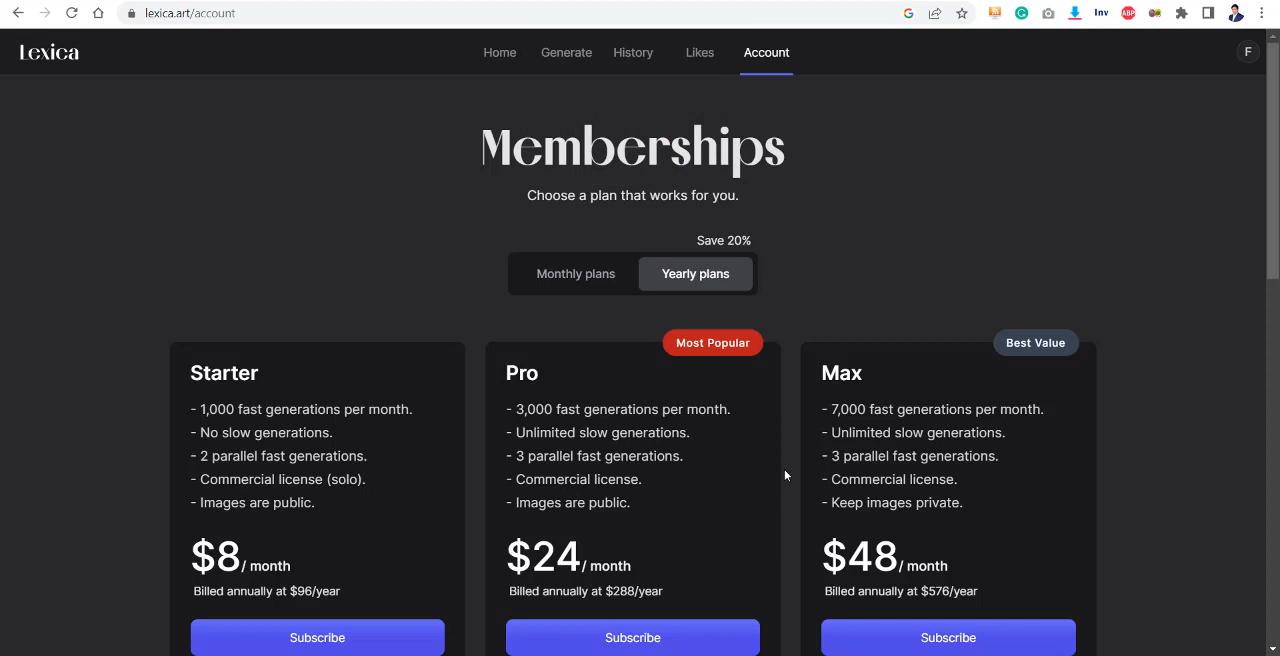 lexica.art/account
Inv
ABP
Lexica
Home Generate History Likes Account
F
Memberships
Choose a plan that works for you.
Save 20%
Monthly plans Yearly plans
Most Popular
Starter
- 1,000 fast generations per month.
- No slow generations.
- 2 parallel fast generations.
- Commercial license (solo).
- Images are public.
$8/ month
Billed annually at $96/year
Subscribe
Pro
- 3,000 fast generations per month.
- Unlimited slow generations.
- 3 parallel fast generations.
- Commercial license.
- Images are public.
$24/ month
Billed annually at $288/year
Subscribe
Best Value
Max
- 7,000 fast generations per month.
- Unlimited slow generations.
- 3 parallel fast generations.
- Commercial license.
- Keep images private.
$48/ month
Billed annually at $576/year
Subscribe